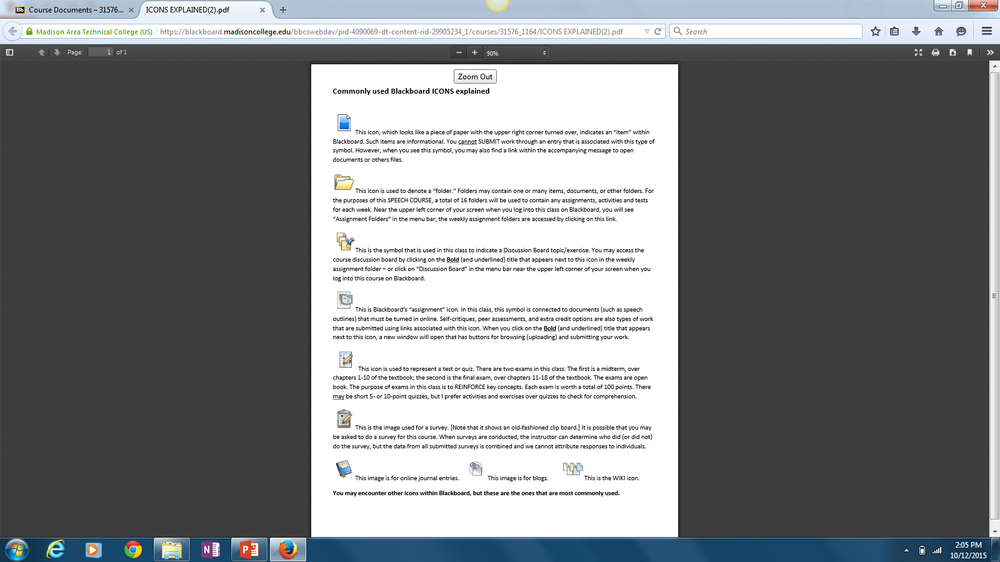 Course Documents – 31576...
ICONS EXPLAINED(2).pdf
Madison Area Technical College (US)
https://blackboard.madisoncollege.edu/bbcswebdav/pid-4090069-dt-content-rid-29905234_1/courses/31576_1164/ICONS EXPLAINED(2).pdf
Search
Page: 1 of 1
90%
Zoom Out
Commonly used Blackboard ICONS explained
This icon, which looks like a piece of paper with the upper right corner turned over, indicates an “item” within
Blackboard. Such items are informational. You cannot SUBMIT work through an entry that is associated with this type of
symbol. However, when you see this symbol, you may also find a link within the accompanying message to open
documents or others files.
This icon is used to denote a “folder.” Folders may contain one or many items, documents, or other folders. For
the purposes of this SPEECH COURSE, a total of 16 folders will be used to contain any assignments, activities and tests
for each week. Near the upper left corner of your screen when you log into this class on Blackboard, you will see
“Assignment Folders” in the menu bar; the weekly assignment folders are accessed by clicking on this link.
This is the symbol that is used in this class to indicate a Discussion Board topic/exercise. You may access the
course discussion board by clicking on the Bold (and underlined) title that appears next to this icon in the weekly
assignment folder – or click on “Discussion Board” in the menu bar near the upper left corner of your screen when you
log into this course on Blackboard.
This is Blackboard’s “assignment” icon. In this class, this symbol is connected to documents (such as speech
outlines) that must be turned in online. Self-critiques, peer assessments, and extra credit options are also types of work
that are submitted using links associated with this icon. When you click on the Bold (and underlined) title that appears
next to this icon, a new window will open that has buttons for browsing (uploading) and submitting your work.
This icon is used to represent a test or quiz. There are two exams in this class: The first is a midterm, over
chapters 1-10 of the textbook; the second is the final exam, over chapters 11-18 of the textbook. The exams are open
book. The purpose of exams in this class is to REINFORCE key concepts. Each exam is worth a total of 100 points. There
may be short 5- or 10-point quizzes, but I prefer activities and exercises over quizzes to check for comprehension.
This is the image used for a survey. [Note that it shows an old-fashioned clip board.] It is possible that you may
be asked to do a survey for this course. When surveys are conducted, the instructor can determine who did (or did not)
do the survey, but the data from all submitted surveys is combined and we cannot attribute responses to individuals.
This image is for online journal entries. This image is for blogs. This is the WIKI icon.
You may encounter other icons within Blackboard, but these are the ones that are most commonly used.
2:05 PM
10/12/2015